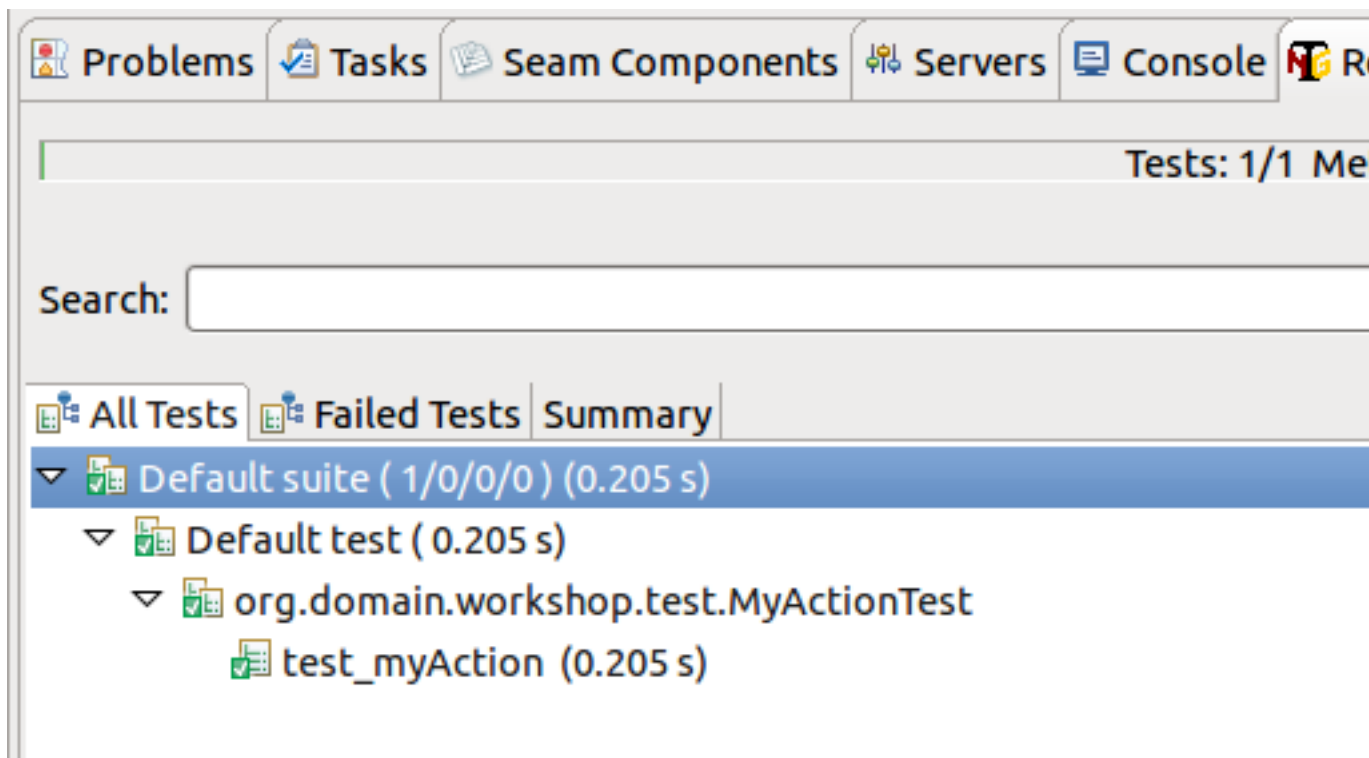 Problems Tasks Seam Components Servers Console
Tests: 1/1
Search:
All Tests Failed Tests Summary
Default suite ( 1/0/0/0 ) (0.205 s)
Default test ( 0.205 s)
org.domain.workshop.test.MyActionTest
test_myAction (0.205 s)